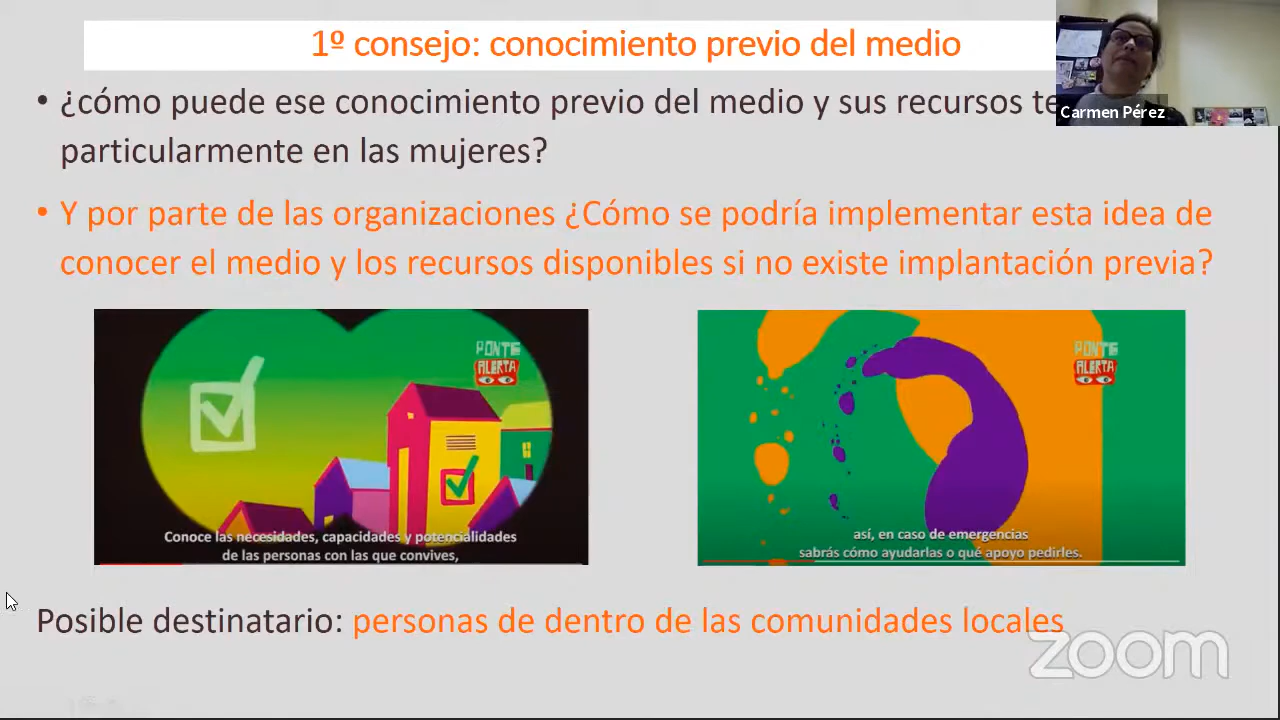 1º consejo: conocimiento previo del medio
• ¿cómo puede ese conocimiento previo del medio y sus recursos
particularmente en las mujeres?
• Y por parte de las organizaciones ¿Cómo se podría implementar esta idea de
conocer el medio y los recursos disponibles si no existe implantación previa?
Carmen Pérez
PONTE
ALERTA
Conoce las necesidades, capacidades y potencialidades
de las personas con las que convives,
PONTE
ALERTA
así, en caso de emergencias
sabrás cómo ayudarlas o qué apoyo pedirles.
Posible destinatario: personas de dentro de las comunidades locales
zoom